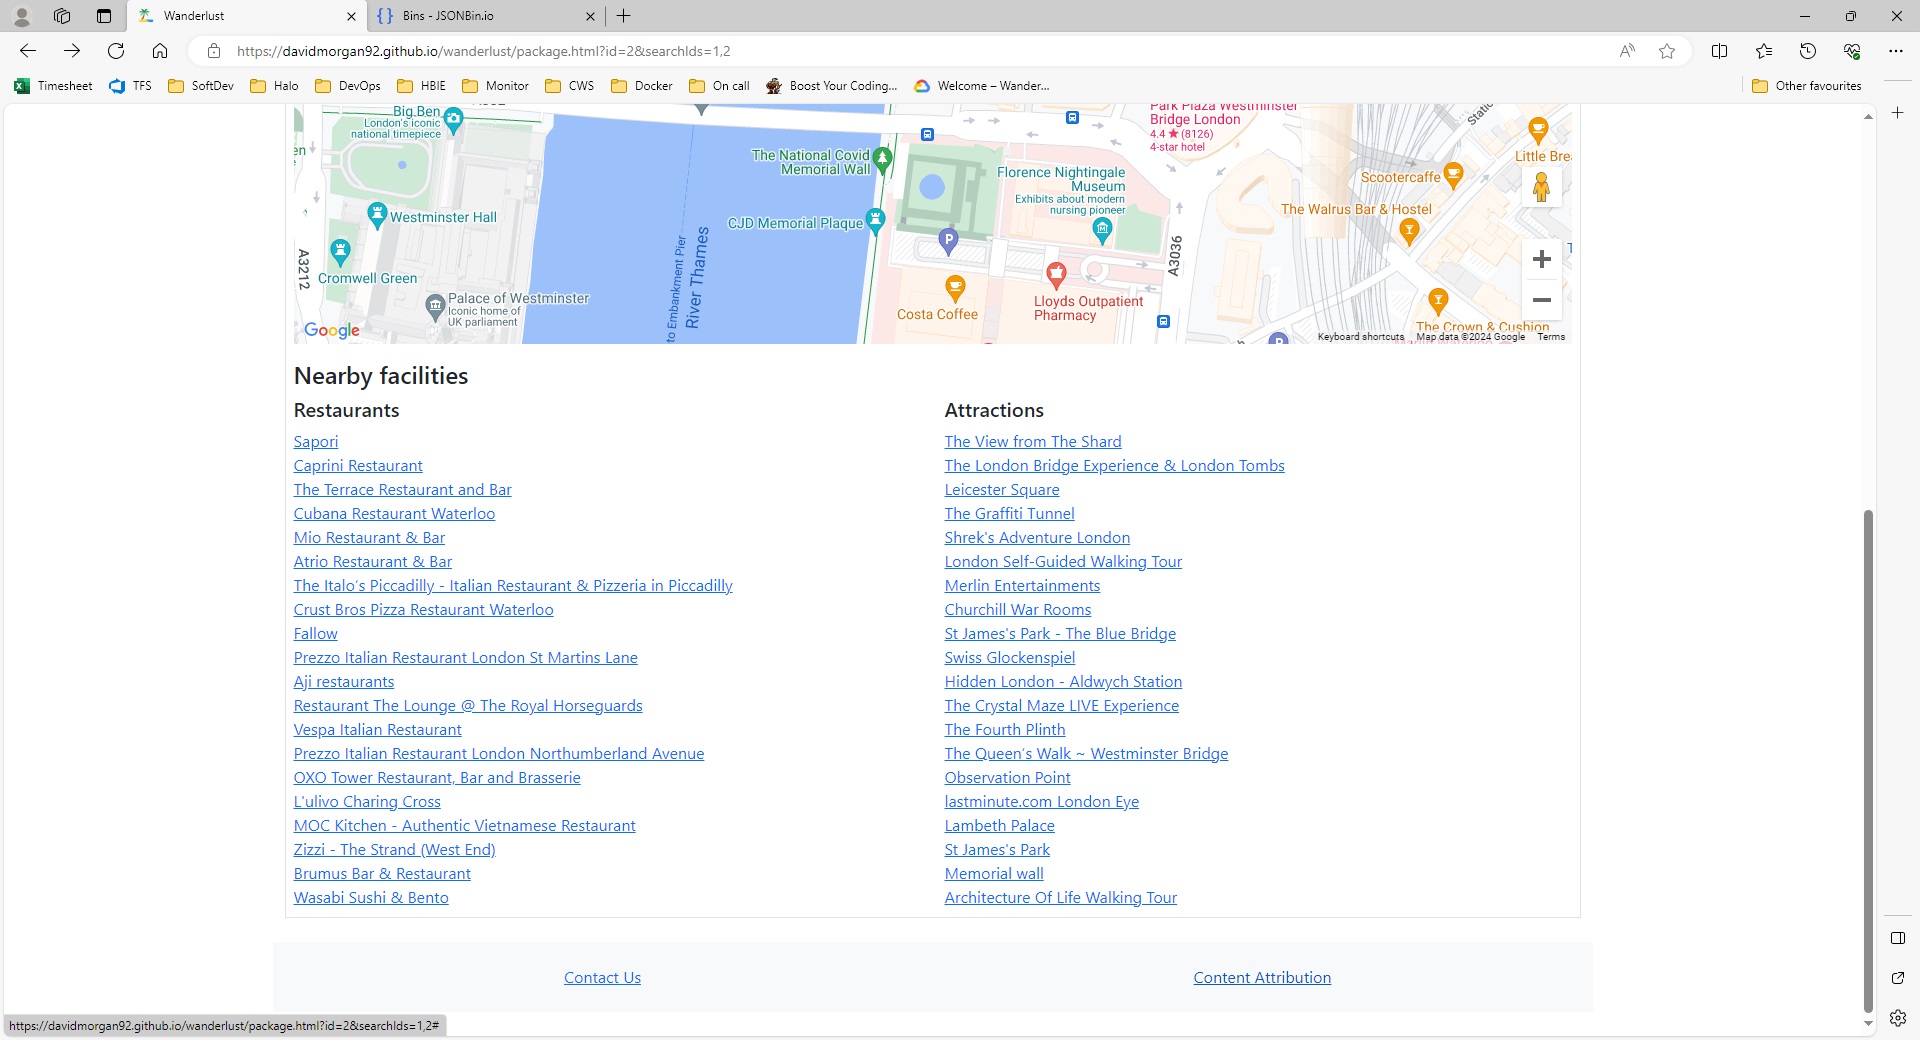 Wanderlust
Bins - JSONBin.io
https://davidmorgan92.github.io/wanderlust/package.html?id=2&searchIds=1,2
Timesheet
TFS
SoftDev
Halo
DevOps
HBIE
Monitor
CWS
Docker
On call
Boost Your Coding...
Welcome – Wander...
Other favourites
Big Ben
London's iconic
national timepiece
Westminster Hall
Cromwell Green
A3212
Palace of Westminster
Iconic home of
UK parliament
Google
to Embankment Pier
River Thames
The National Covid
Memorial Wall
CJD Memorial Plaque
Florence Nightingale
Museum
Exhibits about modern
nursing pioneer
P
Costa Coffee
Lloyds Outpatient
Pharmacy
A3036
Park Plaza Westminster
Bridge London
4.4 ★ (8126)
4-star hotel
Little Bre
Scootercaffe
The Walrus Bar & Hostel
The Crown & Cushion
Keyboard shortcuts
Map data ©2024 Google
Terms
Nearby facilities
Restaurants
Sapori
Caprini Restaurant
The Terrace Restaurant and Bar
Cubana Restaurant Waterloo
Mio Restaurant & Bar
Atrio Restaurant & Bar
The Italo's Piccadilly - Italian Restaurant & Pizzeria in Piccadilly
Crust Bros Pizza Restaurant Waterloo
Fallow
Prezzo Italian Restaurant London St Martins Lane
Aji restaurants
Restaurant The Lounge @ The Royal Horseguards
Vespa Italian Restaurant
Prezzo Italian Restaurant London Northumberland Avenue
OXO Tower Restaurant, Bar and Brasserie
L'ulivo Charing Cross
MOC Kitchen - Authentic Vietnamese Restaurant
Zizzi - The Strand (West End)
Brumus Bar & Restaurant
Wasabi Sushi & Bento
Attractions
The View from The Shard
The London Bridge Experience & London Tombs
Leicester Square
The Graffiti Tunnel
Shrek's Adventure London
London Self-Guided Walking Tour
Merlin Entertainments
Churchill War Rooms
St James's Park - The Blue Bridge
Swiss Glockenspiel
Hidden London - Aldwych Station
The Crystal Maze LIVE Experience
The Fourth Plinth
The Queen's Walk ~ Westminster Bridge
Observation Point
lastminute.com London Eye
Lambeth Palace
St James's Park
Memorial wall
Architecture Of Life Walking Tour
Contact Us
Content Attribution
https://davidmorgan92.github.io/wanderlust/package.html?id=2&searchIds=1,2#